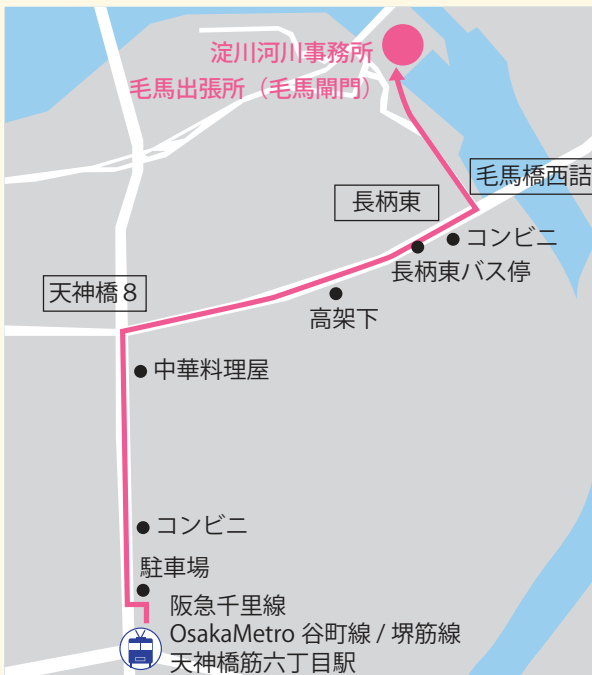 淀川河川事務所
毛馬出張所（毛馬閘門）
毛馬橋西詰
長柄東
コンビニ
長柄東バス停
天神橋８
高架下
中華料理屋
コンビニ
駐車場
阪急千里線
OsakaMetro 谷町線 / 堺筋線
天神橋筋六丁目駅